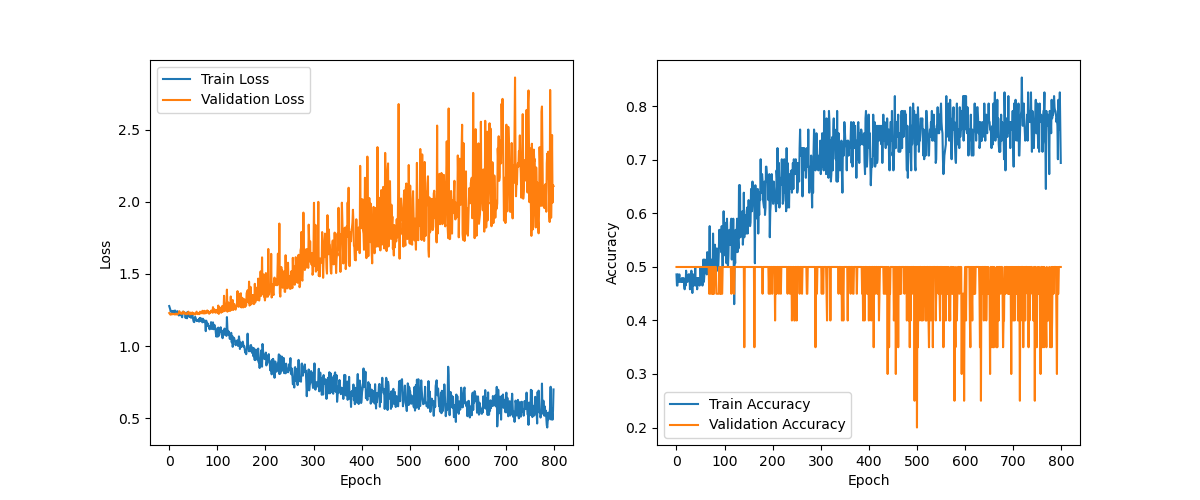 Train Loss
Validation Loss
2.5
2.0
1.5
1.0
0.5
Loss
0 100 200 300 400 500 600 700 800
Epoch
0.8
0.7
0.6
0.5
0.4
0.3
0.2
Accuracy
Train Accuracy
Validation Accuracy
0 100 200 300 400 500 600 700 800
Epoch